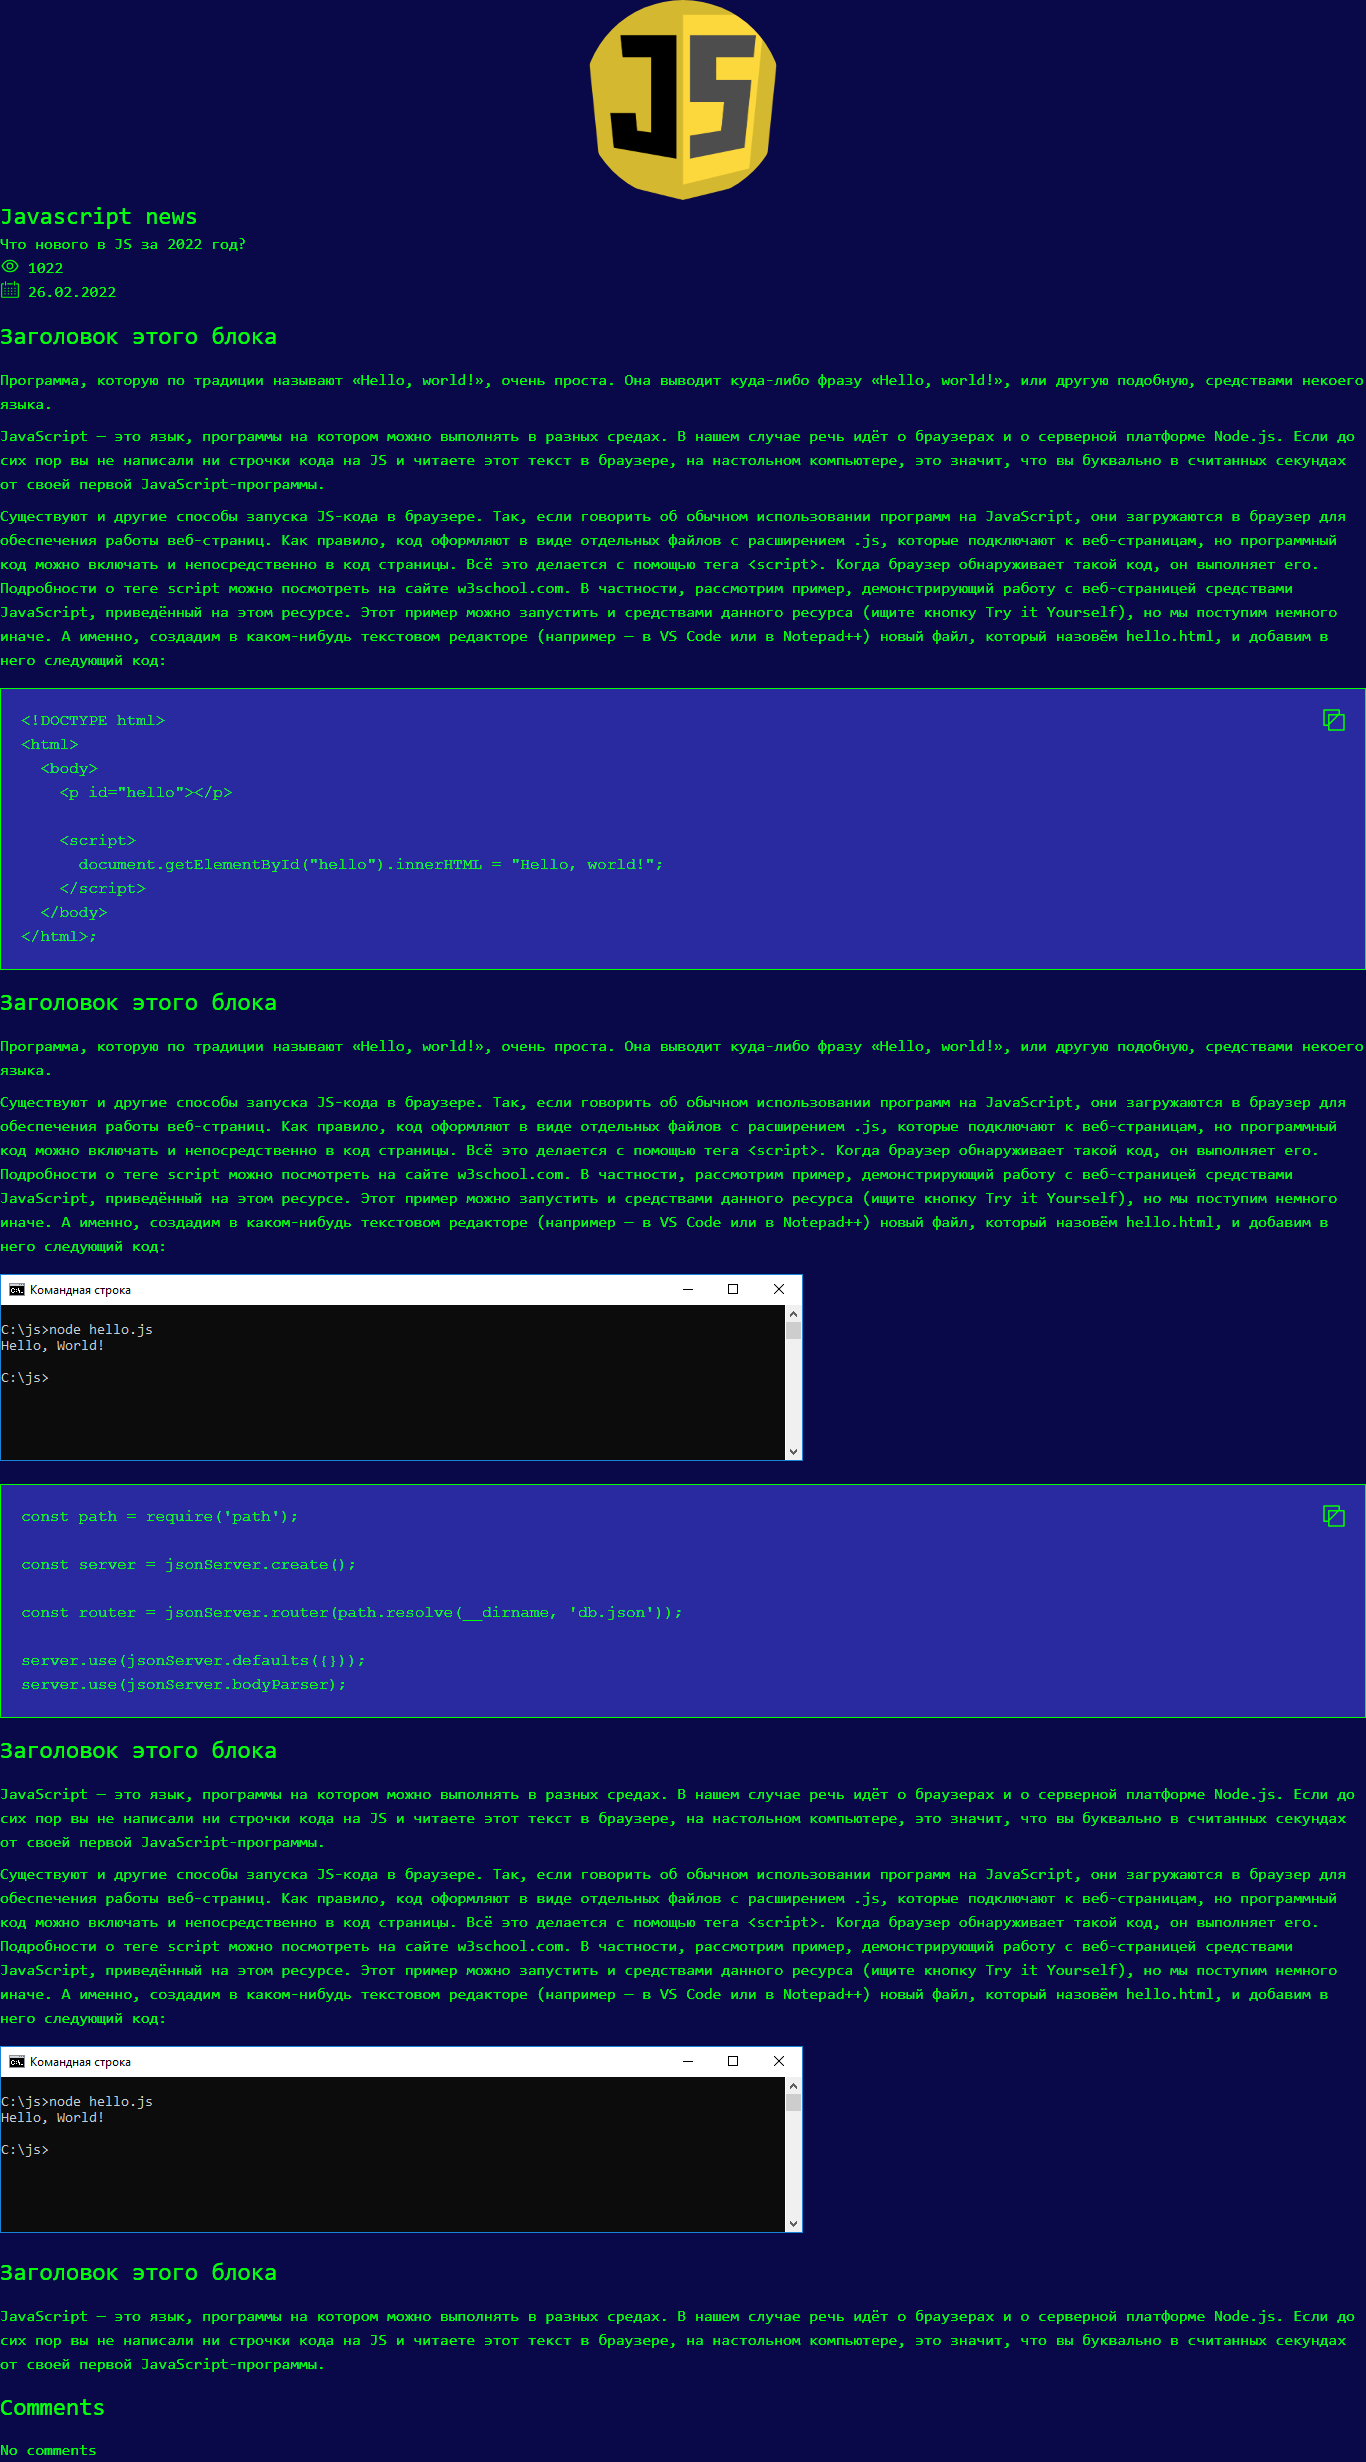 JS
Javascript news
Что нового в JS за 2022 год?
1022
26.02.2022
Заголовок этого блока
Программа, которую по традиции называют «Hello, world!», очень проста. Она выводит куда-либо фразу «Hello, world!», или другую подобную, средствами некоего
языка.
JavaScript — это язык, программы на котором можно выполнять в разных средах. В нашем случае речь идёт о браузерах и о серверной платформе Node.js. Если до
сих пор вы не написали ни строчки кода на JS и читаете этот текст в браузере, на настольном компьютере, это значит, что вы буквально в считанных секундах
от своей первой JavaScript-программы.
Существуют и другие способы запуска JS-кода в браузере. Так, если говорить об обычном использовании программ на JavaScript, они загружаются в браузер для
обеспечения работы веб-страниц. Как правило, код оформляют в виде отдельных файлов с расширением .js, которые подключают к веб-страницам, но программный
код можно включать и непосредственно в код страницы. Всё это делается с помощью тега <script>. Когда браузер обнаруживает такой код, он выполняет его.
Подробности о теге script можно посмотреть на сайте w3school.com. В частности, рассмотрим пример, демонстрирующий работу с веб-страницей средствами
JavaScript, приведённый на этом ресурсе. Этот пример можно запустить и средствами данного ресурса (ищите кнопку Try it Yourself), но мы поступим немного
иначе. А именно, создадим в каком-нибудь текстовом редакторе (например — в VS Code или в Notepad++) новый файл, который назовём hello.html, и добавим в
него следующий код:
<!DOCTYPE html>
<html>
<body>
<p id="hello"></p>
<script>
document.getElementById("hello").innerHTML = "Hello, world!";
</script>
</body>
</html>;
Заголовок этого блока
Программа, которую по традиции называют «Hello, world!», очень проста. Она выводит куда-либо фразу «Hello, world!», или другую подобную, средствами некоего
языка.
Существуют и другие способы запуска JS-кода в браузере. Так, если говорить об обычном использовании программ на JavaScript, они загружаются в браузер для
обеспечения работы веб-страниц. Как правило, код оформляют в виде отдельных файлов с расширением .js, которые подключают к веб-страницам, но программный
код можно включать и непосредственно в код страницы. Всё это делается с помощью тега <script>. Когда браузер обнаруживает такой код, он выполняет его.
Подробности о теге script можно посмотреть на сайте w3school.com. В частности, рассмотрим пример, демонстрирующий работу с веб-страницей средствами
JavaScript, приведённый на этом ресурсе. Этот пример можно запустить и средствами данного ресурса (ищите кнопку Try it Yourself), но мы поступим немного
иначе. А именно, создадим в каком-нибудь текстовом редакторе (например — в VS Code или в Notepad++) новый файл, который назовём hello.html, и добавим в
него следующий код:
Командная строка
C:\js>node hello.js
Hello, World!
C:\js>
const path = require('path');
const server = jsonServer.create();
const router = jsonServer.router(path.resolve(__dirname, 'db.json'));
server.use(jsonServer.defaults({}));
server.use(jsonServer.bodyParser);
Заголовок этого блока
JavaScript — это язык, программы на котором можно выполнять в разных средах. В нашем случае речь идёт о браузерах и о серверной платформе Node.js. Если до
сих пор вы не написали ни строчки кода на JS и читаете этот текст в браузере, на настольном компьютере, это значит, что вы буквально в считанных секундах
от своей первой JavaScript-программы.
Существуют и другие способы запуска JS-кода в браузере. Так, если говорить об обычном использовании программ на JavaScript, они загружаются в браузер для
обеспечения работы веб-страниц. Как правило, код оформляют в виде отдельных файлов с расширением .js, которые подключают к веб-страницам, но программный
код можно включать и непосредственно в код страницы. Всё это делается с помощью тега <script>. Когда браузер обнаруживает такой код, он выполняет его.
Подробности о теге script можно посмотреть на сайте w3school.com. В частности, рассмотрим пример, демонстрирующий работу с веб-страницей средствами
JavaScript, приведённый на этом ресурсе. Этот пример можно запустить и средствами данного ресурса (ищите кнопку Try it Yourself), но мы поступим немного
иначе. А именно, создадим в каком-нибудь текстовом редакторе (например — в VS Code или в Notepad++) новый файл, который назовём hello.html, и добавим в
него следующий код:
Командная строка
C:\js>node hello.js
Hello, World!
C:\js>
Заголовок этого блока
JavaScript — это язык, программы на котором можно выполнять в разных средах. В нашем случае речь идёт о браузерах и о серверной платформе Node.js. Если до
сих пор вы не написали ни строчки кода на JS и читаете этот текст в браузере, на настольном компьютере, это значит, что вы буквально в считанных секундах
от своей первой JavaScript-программы.
Comments
No comments